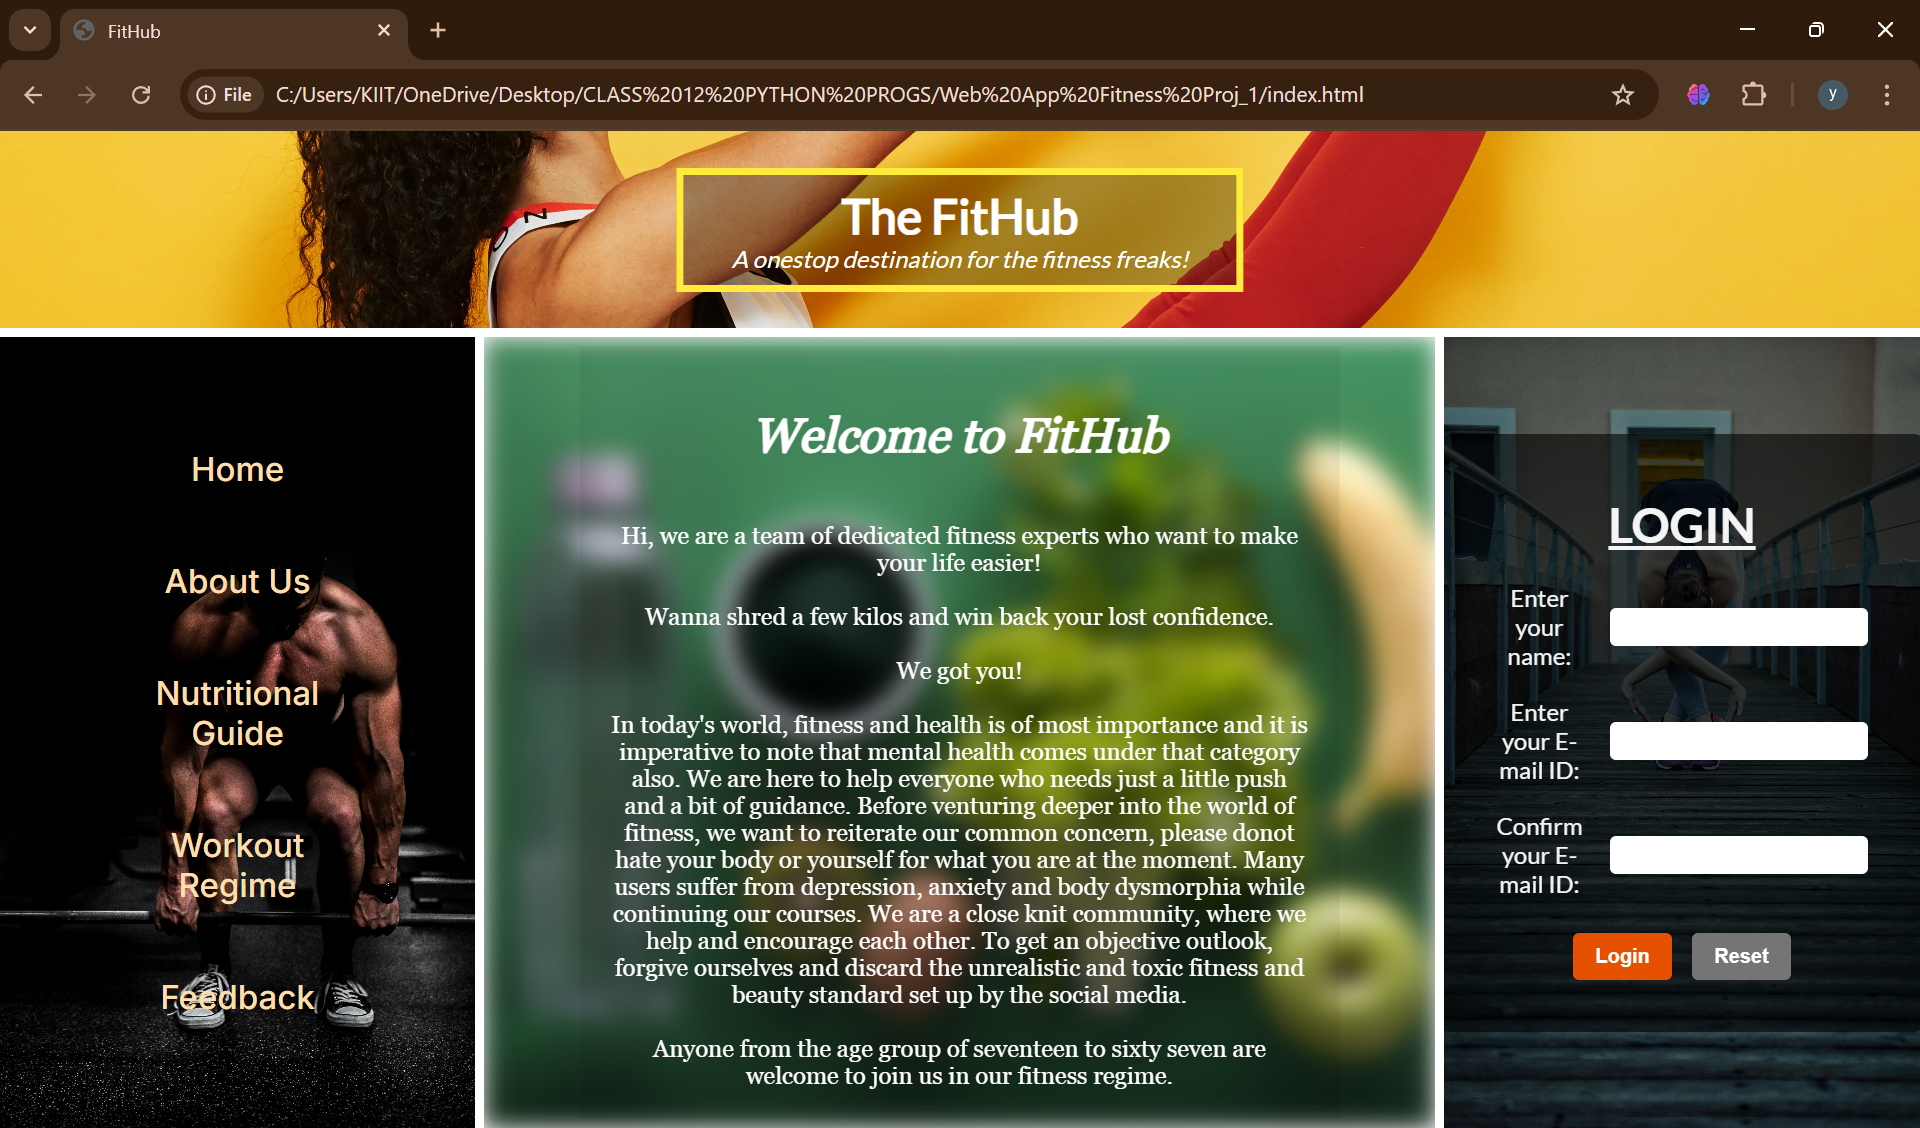 FitHub
File
C:/Users/KIIT/OneDrive/Desktop/CLASS%2012%20PYTHON%20PROGS/Web%20App%20Fitness%20Proj_1/index.html
y
The FitHub
A onestop destination for the fitness freaks!
Home
About Us
Nutritional
Guide
Workout
Regime
Feedback
Welcome to FitHub
Hi, we are a team of dedicated fitness experts who want to make
your life easier!
Wanna shred a few kilos and win back your lost confidence.
We got you!
In today's world, fitness and health is of most importance and it is
imperative to note that mental health comes under that category
also. We are here to help everyone who needs just a little push
and a bit of guidance. Before venturing deeper into the world of
fitness, we want to reiterate our common concern, please donot
hate your body or yourself for what you are at the moment. Many
users suffer from depression, anxiety and body dysmorphia while
continuing our courses. We are a close knit community, where we
help and encourage each other. To get an objective outlook,
forgive ourselves and discard the unrealistic and toxic fitness and
beauty standard set up by the social media.
Anyone from the age group of seventeen to sixty seven are
welcome to join us in our fitness regime.
LOGIN
Enter
your
name:
Enter
your E-
mail ID:
Confirm
your E-
mail ID:
Login
Reset